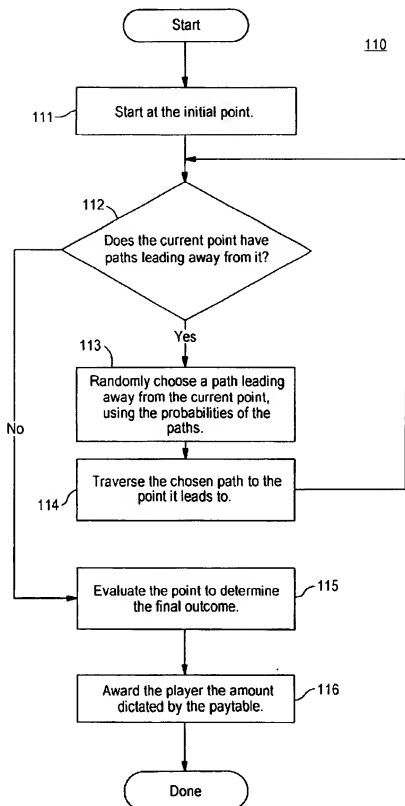 Start
110
Start at the initial point.
111
112
Does the current point have
paths leading away from it?
Yes
113
Randomly choose a path leading
away from the current point,
using the probabilities of the
paths.
No
Traverse the chosen path to the
point it leads to.
114
Evaluate the point to determine
the final outcome.
115
Award the player the amount
dictated by the paytable.
116
Done